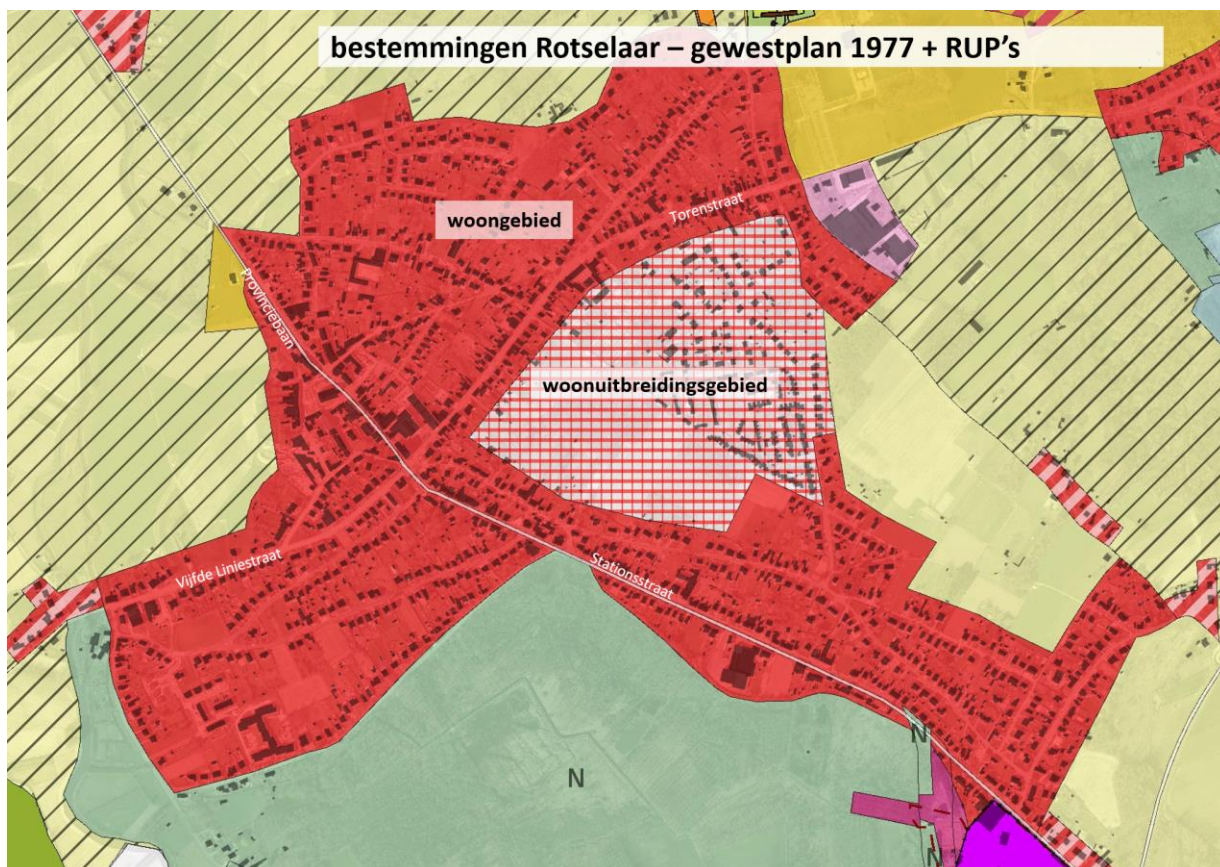 bestemmingen Rotselaar – gewestplan 1977 + RUP's
woongebied
Torenstraat
Provinciebaan
woonuitbreidingsgebied
Vijfde Liniestraat
Stationsstraat
N
N
N